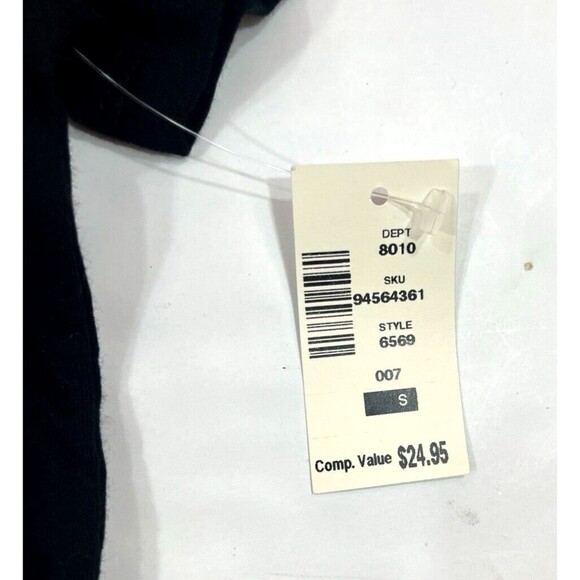 DEPT
8010
SKU
94564361
STYLE
6569
007
S
Comp. Value $24.95